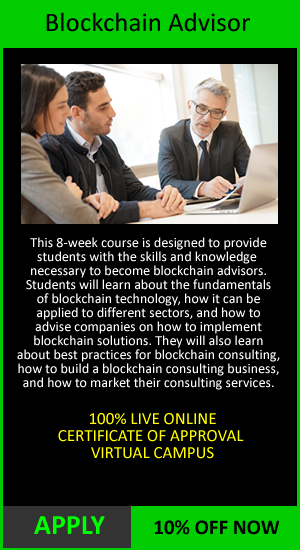 Blockchain Advisor
This 8-week course is designed to provide
students with the skills and knowledge
necessary to become blockchain advisors.
Students will learn about the fundamentals
of blockchain technology, how it can be
applied to different sectors, and how to
advise companies on how to implement
blockchain solutions. They will also learn
about best practices for blockchain consulting,
how to build a blockchain consulting business,
and how to market their consulting services.
100% LIVE ONLINE
CERTIFICATE OF APPROVAL
VIRTUAL CAMPUS
APPLY
10% OFF NOW